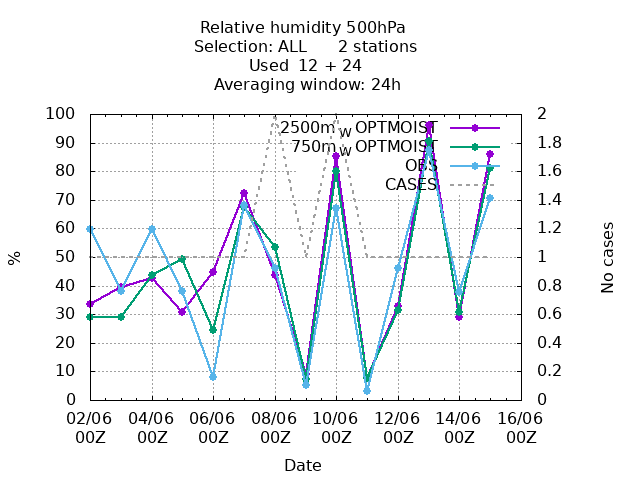 Relative humidity 500hPa
Selection: ALL 2 stations
Used 12 + 24
Averaging window: 24h
100 2
2500m_W OPTMOIST
90 1.8
750m_W OPTMOIST
80 1.6
OBS
CASES
70 1.4
60 1.2
50 1
40 0.8
30 0.6
20 0.4
10 0.2
0 0
% No cases
02/06 04/06 06/06 08/06 10/06 12/06 14/06 16/06
00Z 00Z 00Z 00Z 00Z 00Z 00Z 00Z
Date